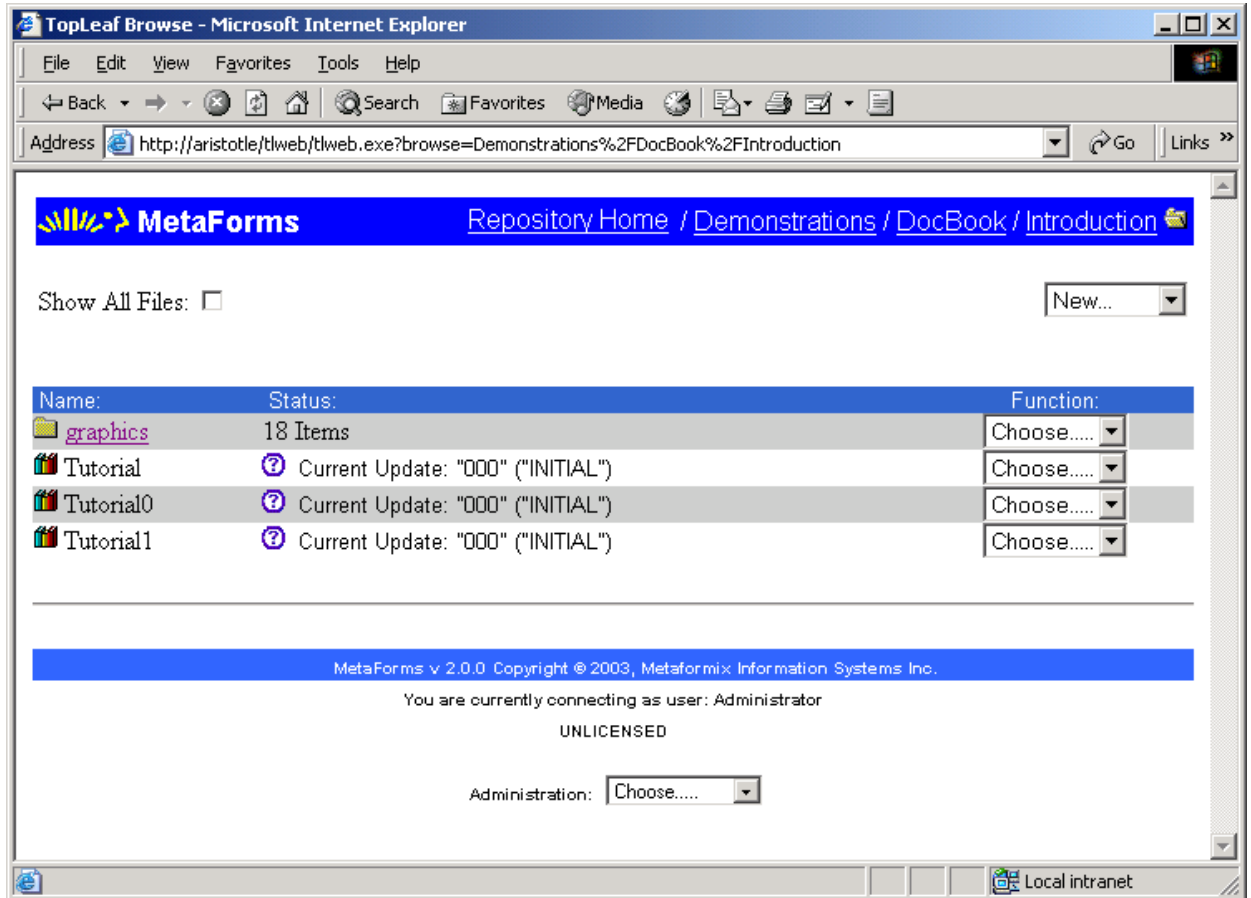 TopLeaf Browse - Microsoft Internet Explorer
File Edit View Favorites Tools Help
Back Search Favorites Media
Address http://aristotle/tlweb/tlweb.exe?browse=Demonstrations%2FDocBook%2FIntroduction Go Links »
MetaForms Repository Home / Demonstrations / DocBook / Introduction
Show All Files: New...
Name: Status: Function:
graphics 18 Items Choose.....
Tutorial ? Current Update: "000" ("INITIAL") Choose.....
Tutorial0 ? Current Update: "000" ("INITIAL") Choose.....
Tutorial1 ? Current Update: "000" ("INITIAL") Choose.....
MetaForms v 2.0.0 Copyright © 2003, Metaformix Information Systems Inc.
You are currently connecting as user: Administrator
UNLICENSED
Administration: Choose.....
Local intranet